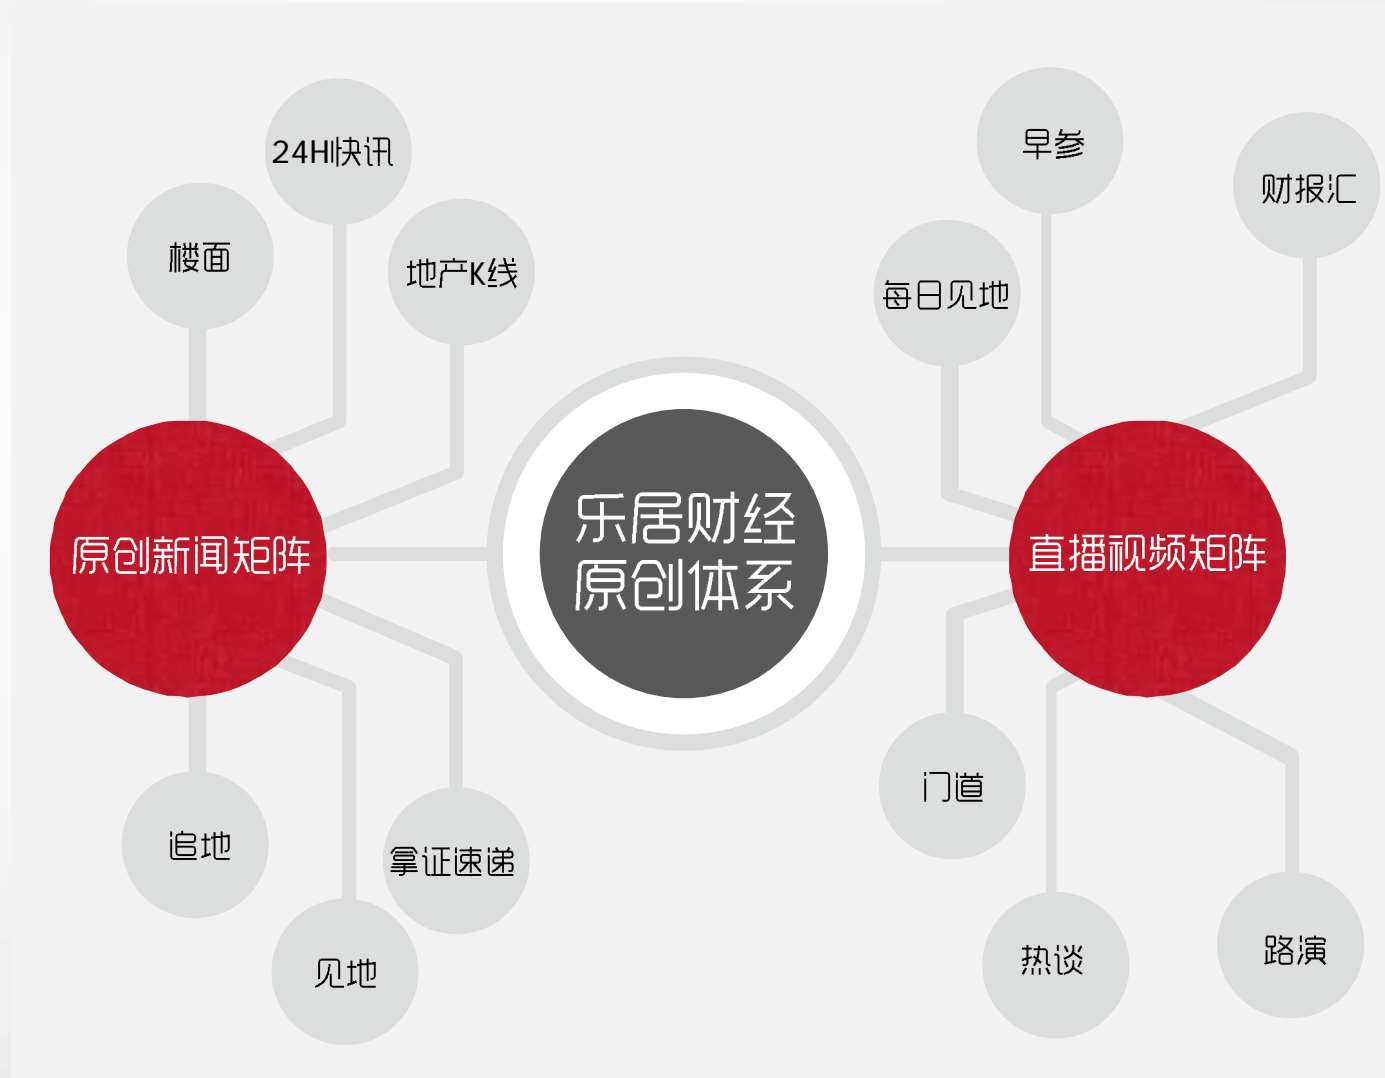 24H快讯
楼面
地产K线
原创新闻矩阵
追地
拿证速递
见地
乐居财经
原创体系
早参
财报汇
每日见地
直播视频矩阵
门道
热谈
路演